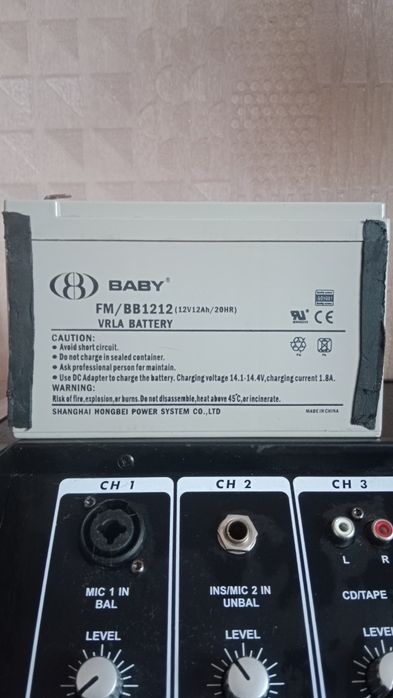 8 BABY®
FM/BB1212 (12V12Ah/20HR)
VRLA BATTERY
CAUTION:
• Avoid short circuit.
• Do not charge in sealed container.
• Ask professional person for maintain.
• Use DC Adapter to charge the battery. Charging voltage 14.1-14.4V,charging current 1.8A.
WARNING:
Risk of fire,explosion,or burns.Do not disassemble,heat above 45℃,or incinerate.
SHANGHAI HONGBEI POWER SYSTEM CO.,LTD
MADE IN CHINA
CE
Pb
CH 1
CH 2
CH 3
L R
MIC 1 IN
BAL
INS/MIC 2 IN
UNBAL
CD/TAPE
LEVEL
LEVEL
LEVEL